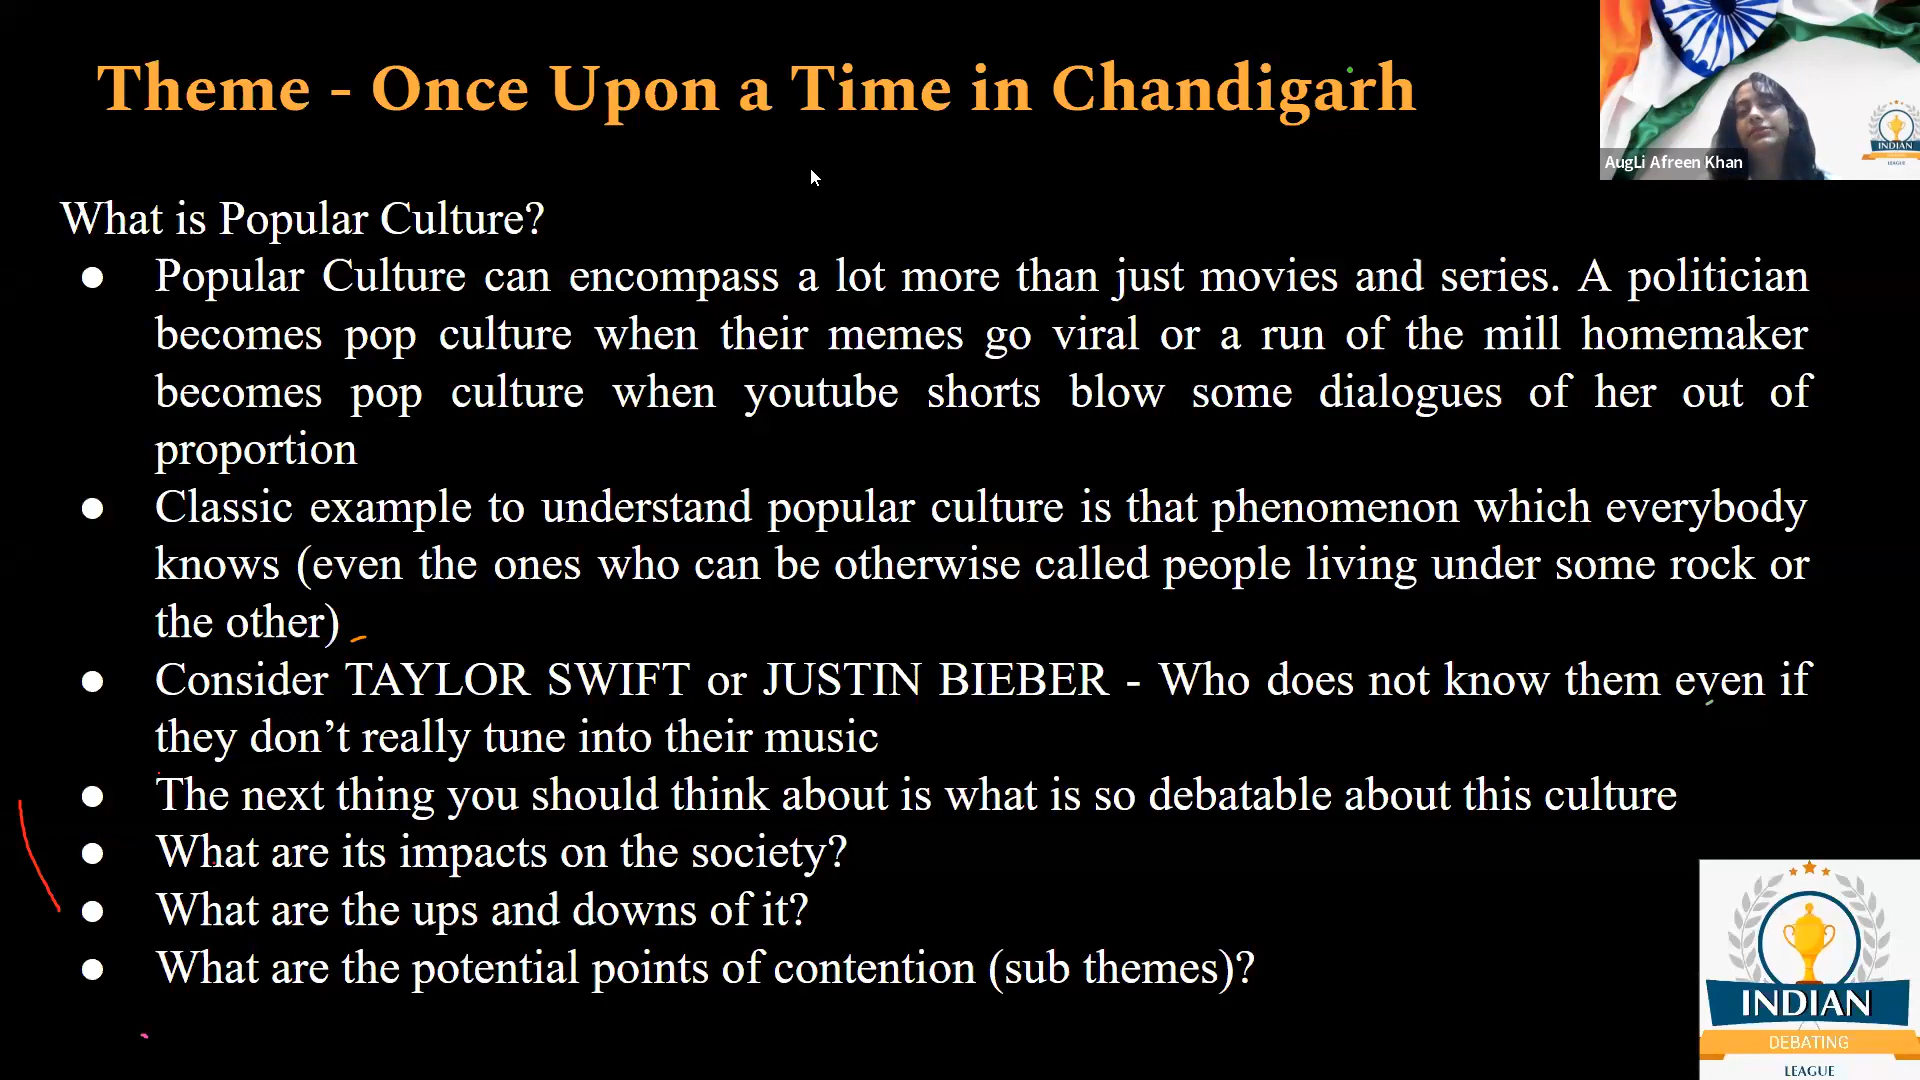 Theme - Once Upon a Time in Chandigarh
AugLi Afreen Khan
INDIAN
LEAGUE
What is Popular Culture?
● Popular Culture can encompass a lot more than just movies and series. A politician
becomes pop culture when their memes go viral or a run of the mill homemaker
becomes pop culture when youtube shorts blow some dialogues of her out of
proportion
● Classic example to understand popular culture is that phenomenon which everybody
knows (even the ones who can be otherwise called people living under some rock or
the other)
● Consider TAYLOR SWIFT or JUSTIN BIEBER - Who does not know them even if
they don’t really tune into their music
● The next thing you should think about is what is so debatable about this culture
● What are its impacts on the society?
● What are the ups and downs of it?
● What are the potential points of contention (sub themes)?
INDIAN
DEBATING
LEAGUE